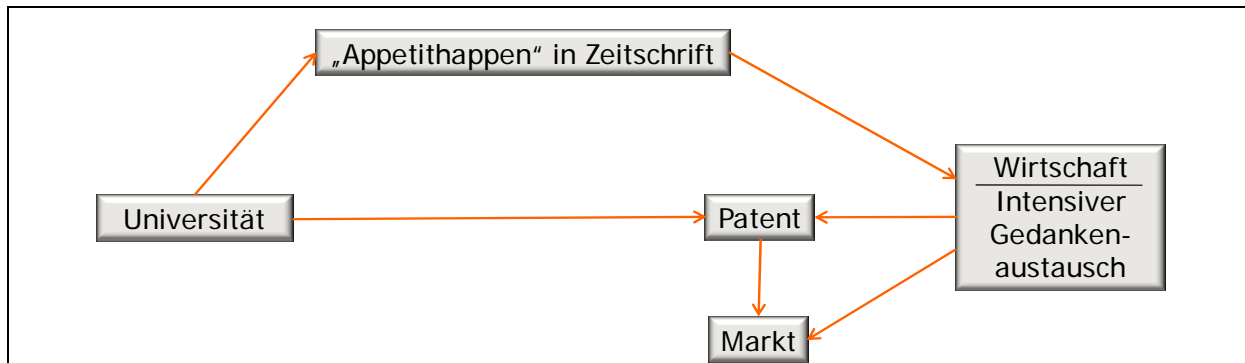 „Appetithappen“ in Zeitschrift
Universität
Patent
Wirtschaft
Intensiver
Gedanken-
austausch
Markt